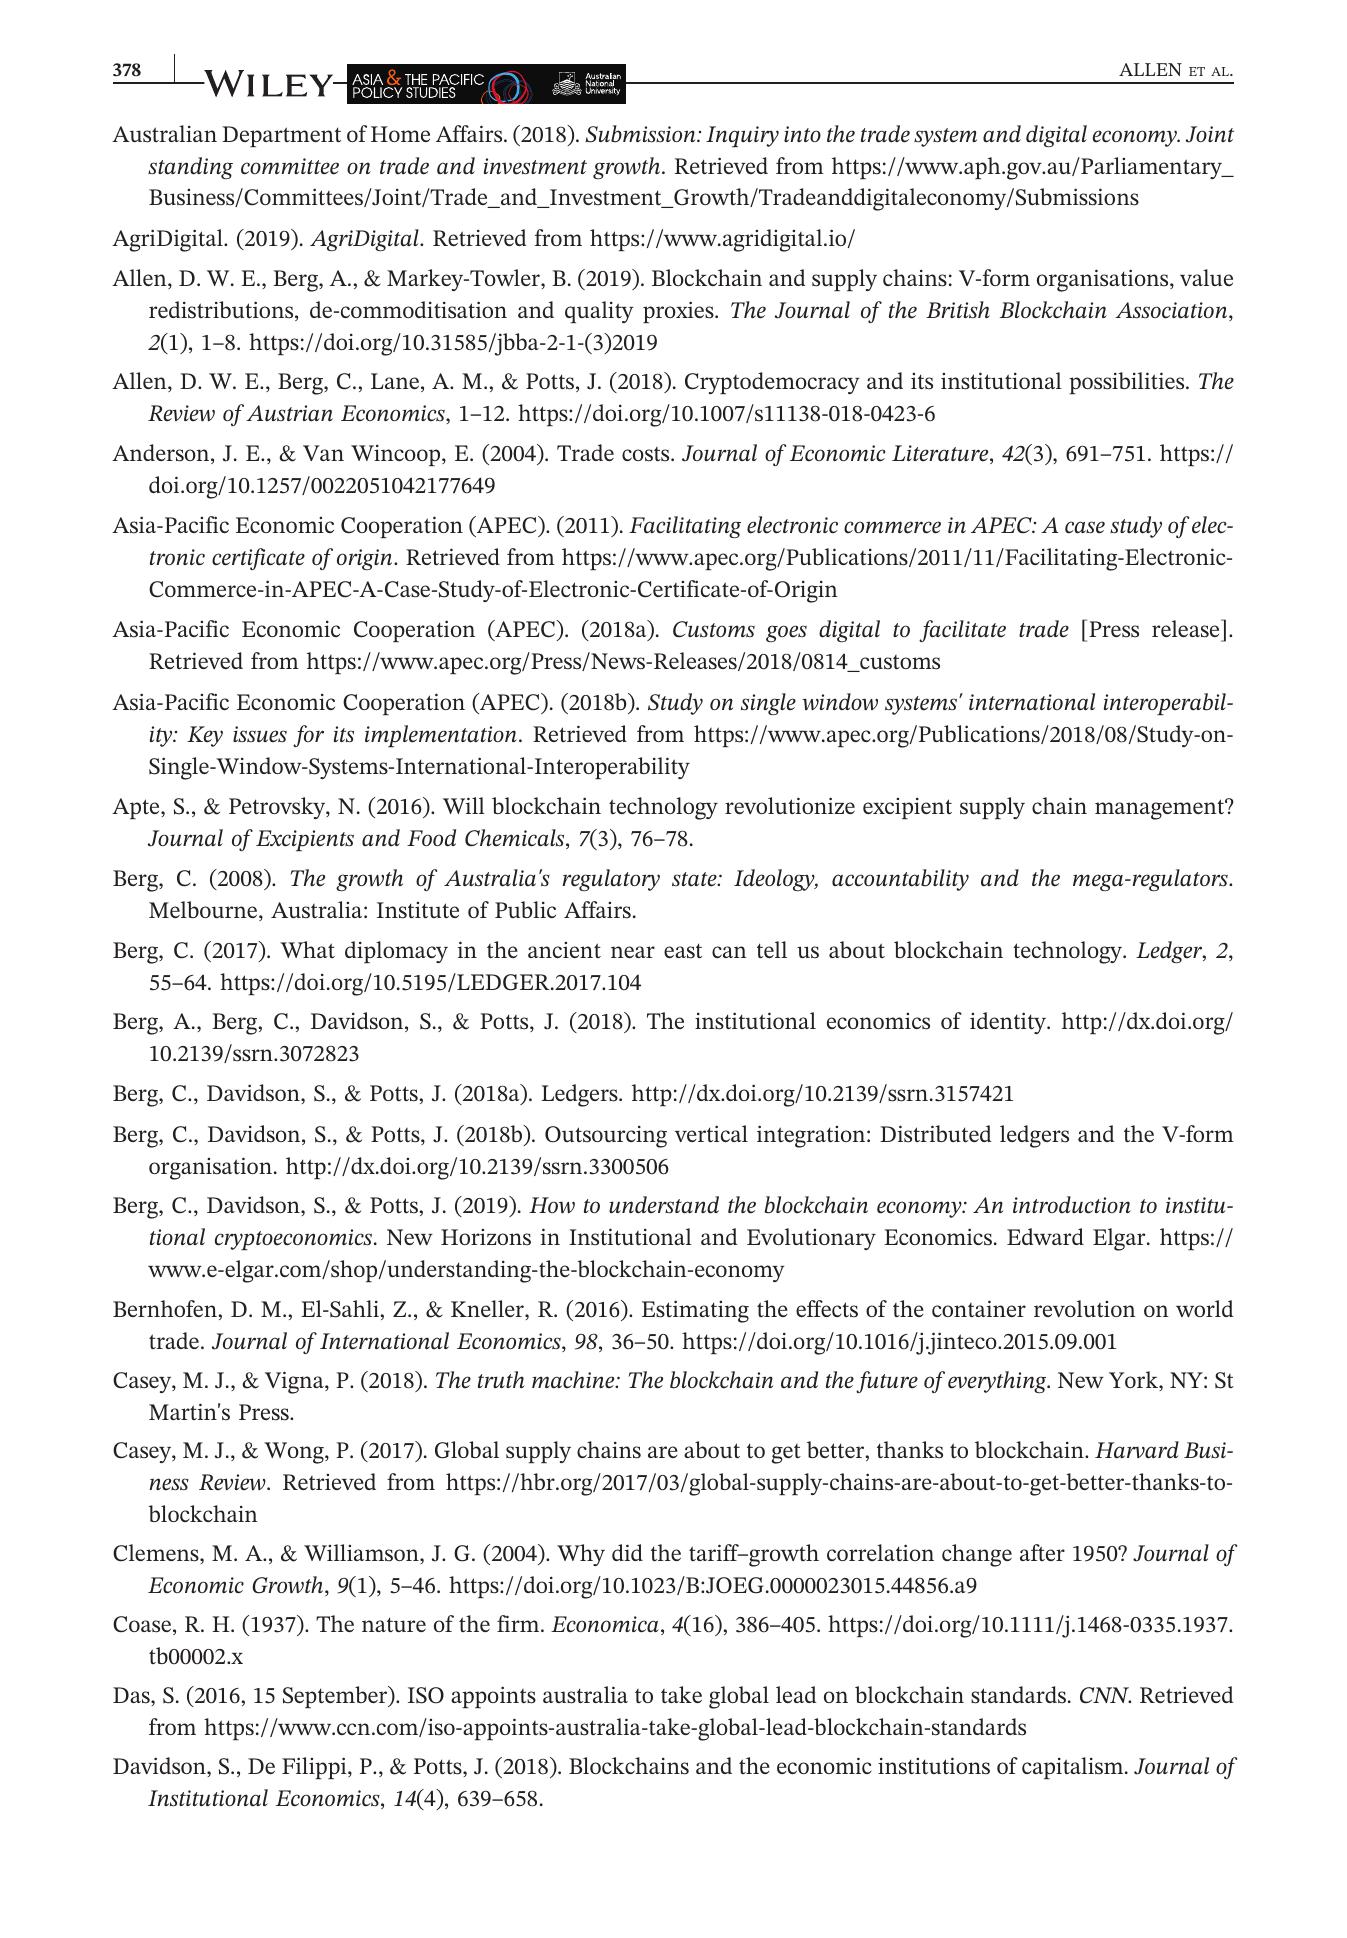 378
WILEY
ASIA & THE PACIFIC
POLICY STUDIES
Australian
National
University
ALLEN ET AL.
Australian Department of Home Affairs. (2018). Submission: Inquiry into the trade system and digital economy. Joint
standing committee on trade and investment growth. Retrieved from https://www.aph.gov.au/Parliamentary_
Business/Committees/Joint/Trade_and_Investment_Growth/Tradeanddigitaleconomy/Submissions
AgriDigital. (2019). AgriDigital. Retrieved from https://www.agridigital.io/
Allen, D. W. E., Berg, A., & Markey-Towler, B. (2019). Blockchain and supply chains: V-form organisations, value
redistributions, de-commoditisation and quality proxies. The Journal of the British Blockchain Association,
2(1), 1–8. https://doi.org/10.31585/jbba-2-1-(3)2019
Allen, D. W. E., Berg, C., Lane, A. M., & Potts, J. (2018). Cryptodemocracy and its institutional possibilities. The
Review of Austrian Economics, 1–12. https://doi.org/10.1007/s11138-018-0423-6
Anderson, J. E., & Van Wincoop, E. (2004). Trade costs. Journal of Economic Literature, 42(3), 691–751. https://
doi.org/10.1257/0022051042177649
Asia-Pacific Economic Cooperation (APEC). (2011). Facilitating electronic commerce in APEC: A case study of elec-
tronic certificate of origin. Retrieved from https://www.apec.org/Publications/2011/11/Facilitating-Electronic-
Commerce-in-APEC-A-Case-Study-of-Electronic-Certificate-of-Origin
Asia-Pacific Economic Cooperation (APEC). (2018a). Customs goes digital to facilitate trade [Press release].
Retrieved from https://www.apec.org/Press/News-Releases/2018/0814_customs
Asia-Pacific Economic Cooperation (APEC). (2018b). Study on single window systems' international interoperabil-
ity: Key issues for its implementation. Retrieved from https://www.apec.org/Publications/2018/08/Study-on-
Single-Window-Systems-International-Interoperability
Apte, S., & Petrovsky, N. (2016). Will blockchain technology revolutionize excipient supply chain management?
Journal of Excipients and Food Chemicals, 7(3), 76–78.
Berg, C. (2008). The growth of Australia's regulatory state: Ideology, accountability and the mega-regulators.
Melbourne, Australia: Institute of Public Affairs.
Berg, C. (2017). What diplomacy in the ancient near east can tell us about blockchain technology. Ledger, 2,
55–64. https://doi.org/10.5195/LEDGER.2017.104
Berg, A., Berg, C., Davidson, S., & Potts, J. (2018). The institutional economics of identity. http://dx.doi.org/
10.2139/ssrn.3072823
Berg, C., Davidson, S., & Potts, J. (2018a). Ledgers. http://dx.doi.org/10.2139/ssrn.3157421
Berg, C., Davidson, S., & Potts, J. (2018b). Outsourcing vertical integration: Distributed ledgers and the V-form
organisation. http://dx.doi.org/10.2139/ssrn.3300506
Berg, C., Davidson, S., & Potts, J. (2019). How to understand the blockchain economy: An introduction to institu-
tional cryptoeconomics. New Horizons in Institutional and Evolutionary Economics. Edward Elgar. https://
www.e-elgar.com/shop/understanding-the-blockchain-economy
Bernhofen, D. M., El-Sahli, Z., & Kneller, R. (2016). Estimating the effects of the container revolution on world
trade. Journal of International Economics, 98, 36–50. https://doi.org/10.1016/j.jinteco.2015.09.001
Casey, M. J., & Vigna, P. (2018). The truth machine: The blockchain and the future of everything. New York, NY: St
Martin's Press.
Casey, M. J., & Wong, P. (2017). Global supply chains are about to get better, thanks to blockchain. Harvard Busi-
ness Review. Retrieved from https://hbr.org/2017/03/global-supply-chains-are-about-to-get-better-thanks-to-
blockchain
Clemens, M. A., & Williamson, J. G. (2004). Why did the tariff–growth correlation change after 1950? Journal of
Economic Growth, 9(1), 5–46. https://doi.org/10.1023/B:JOEG.0000023015.44856.a9
Coase, R. H. (1937). The nature of the firm. Economica, 4(16), 386–405. https://doi.org/10.1111/j.1468-0335.1937.
tb00002.x
Das, S. (2016, 15 September). ISO appoints australia to take global lead on blockchain standards. CNN. Retrieved
from https://www.ccn.com/iso-appoints-australia-take-global-lead-blockchain-standards
Davidson, S., De Filippi, P., & Potts, J. (2018). Blockchains and the economic institutions of capitalism. Journal of
Institutional Economics, 14(4), 639–658.